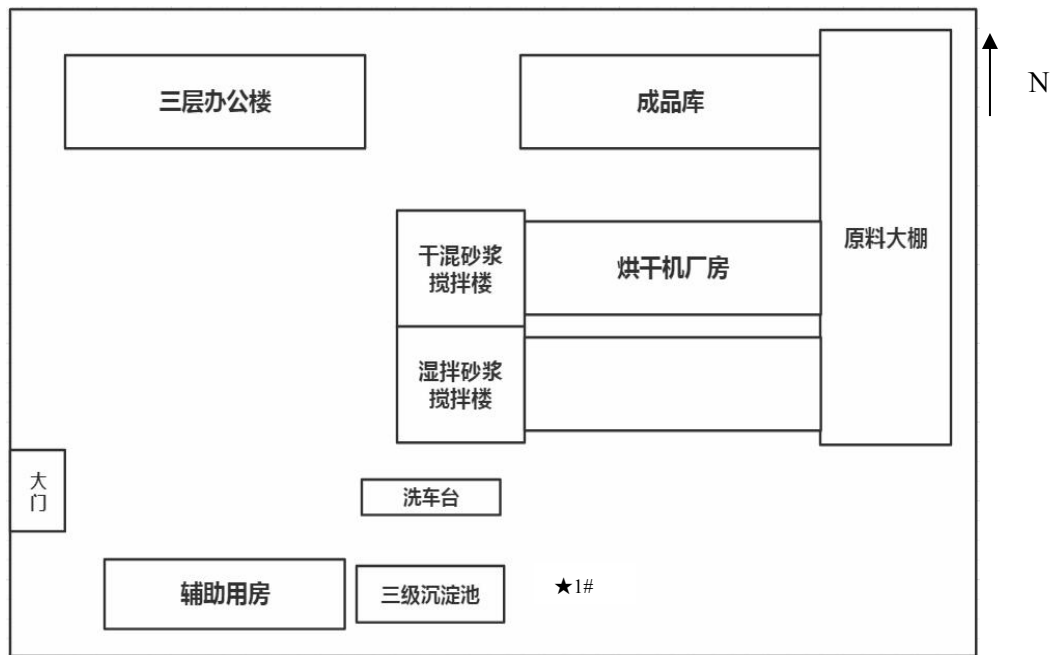 三层办公楼
成品库
N
干混砂浆
搅拌楼
烘干机厂房
原料大棚
湿拌砂浆
搅拌楼
大
门
洗车台
辅助用房
三级沉淀池
★1#